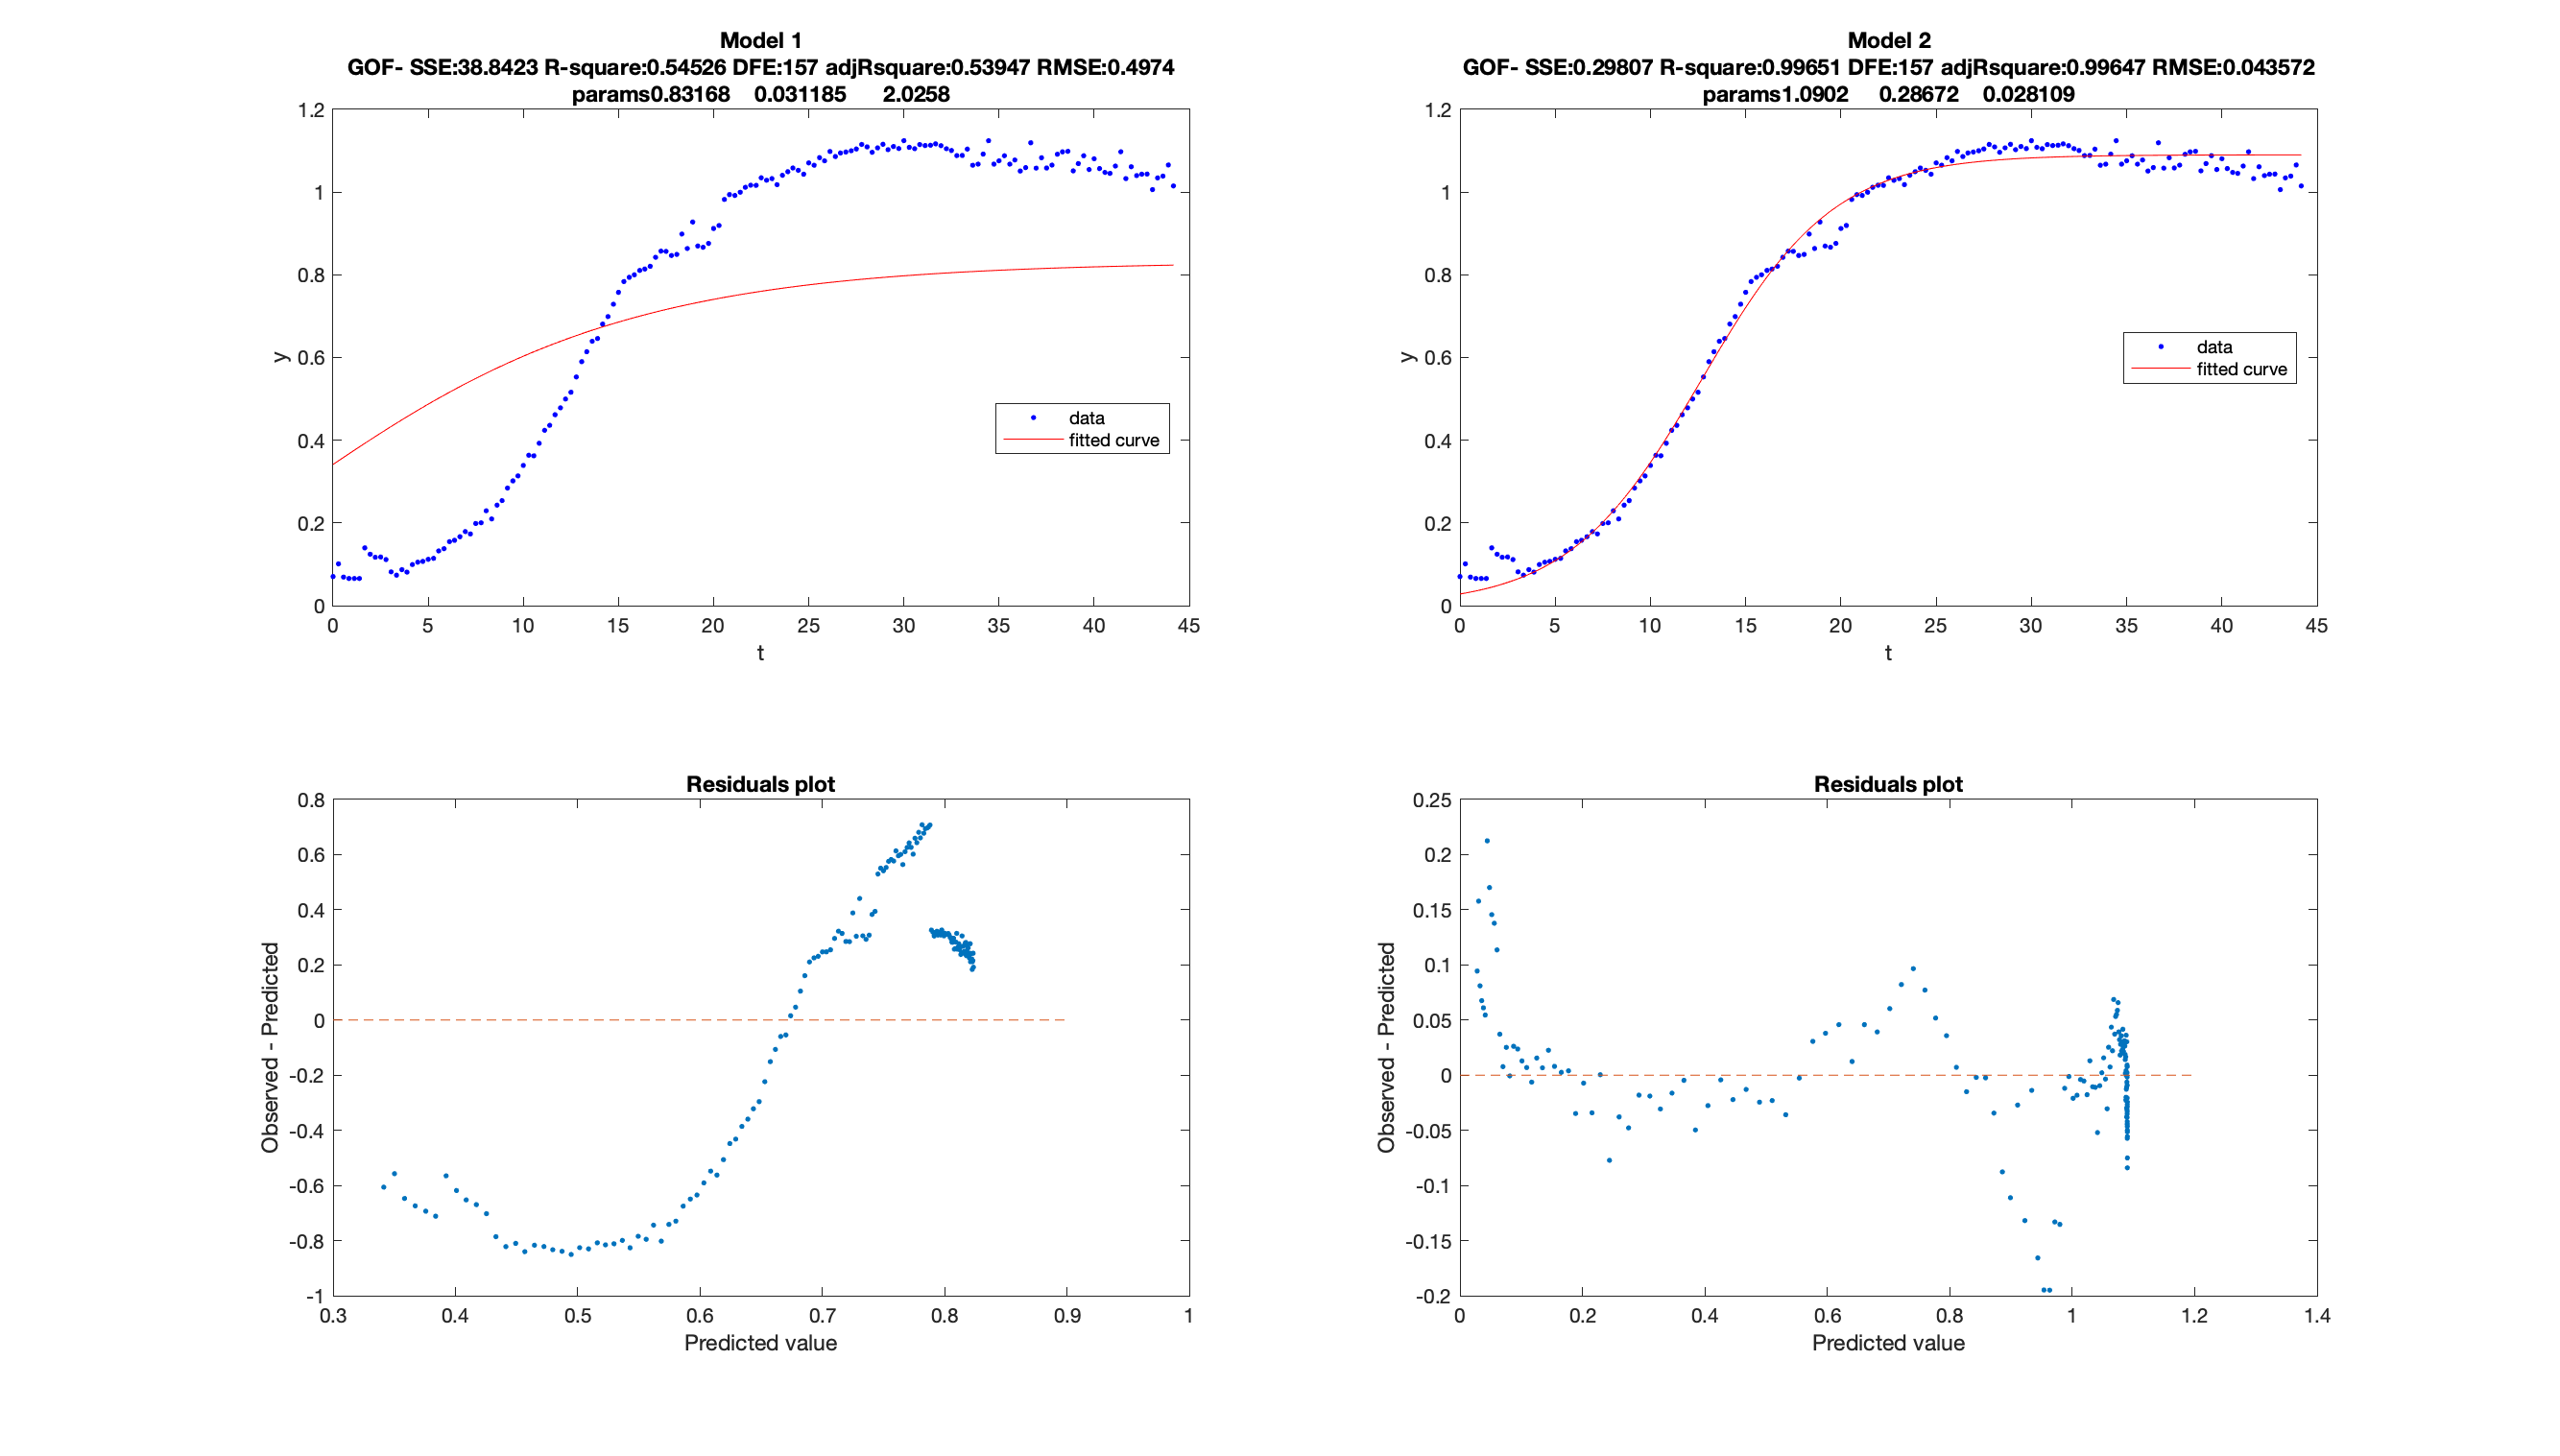 Model 1
GOF- SSE:38.8423 R-square:0.54526 DFE:157 adjRsquare:0.53947 RMSE:0.4974
params0.83168 0.031185 2.0258
1.2
1
0.8
0.6
0.4
0.2
0
y
data
fitted curve
0 5 10 15 20 25 30 35 40 45
t
Model 2
GOF- SSE:0.29807 R-square:0.99651 DFE:157 adjRsquare:0.99647 RMSE:0.043572
params1.0902 0.28672 0.028109
1.2
1
0.8
0.6
0.4
0.2
0
y
data
fitted curve
0 5 10 15 20 25 30 35 40 45
t
Residuals plot
0.8
0.6
0.4
0.2
0
-0.2
-0.4
-0.6
-0.8
-1
Observed - Predicted
0.3 0.4 0.5 0.6 0.7 0.8 0.9 1
Predicted value
Residuals plot
0.25
0.2
0.15
0.1
0.05
0
-0.05
-0.1
-0.15
-0.2
Observed - Predicted
0 0.2 0.4 0.6 0.8 1 1.2 1.4
Predicted value